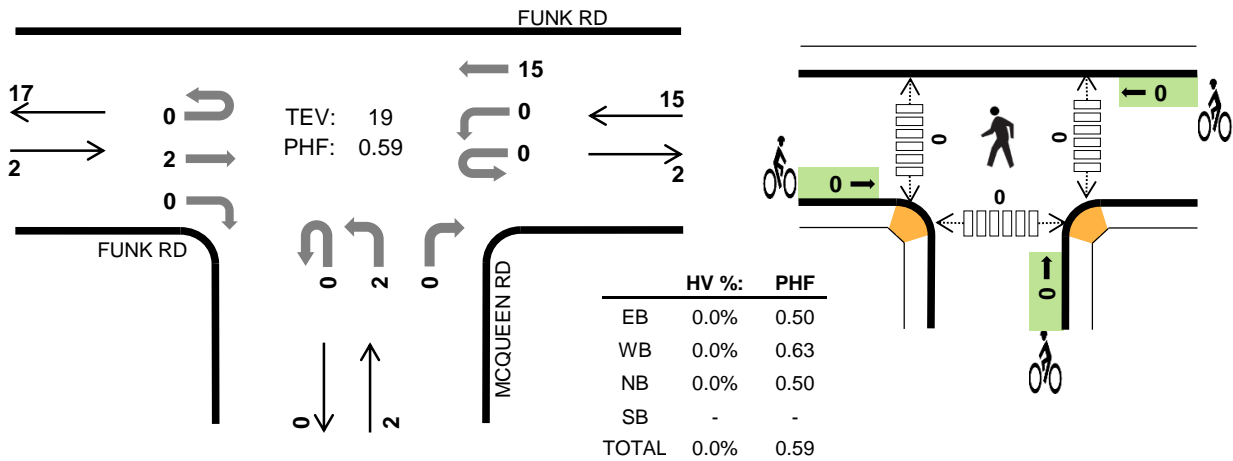 FUNK RD
17
2
0
2
0
TEV: 19
PHF: 0.59
15
0
0
15
2
FUNK RD
0
2
0
MCQUEEN RD
0
2
HV %: PHF
EB 0.0% 0.50
WB 0.0% 0.63
NB 0.0% 0.50
SB - -
TOTAL 0.0% 0.59
0
0
0
0
0
0